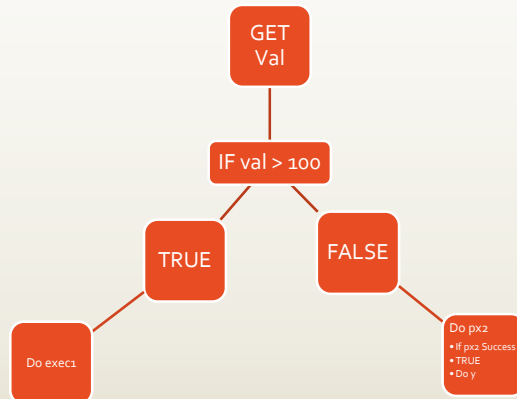 GET
Val
IF val > 100
TRUE
FALSE
Do exec1
Do px2
• If px2 Success
• TRUE
• Do y